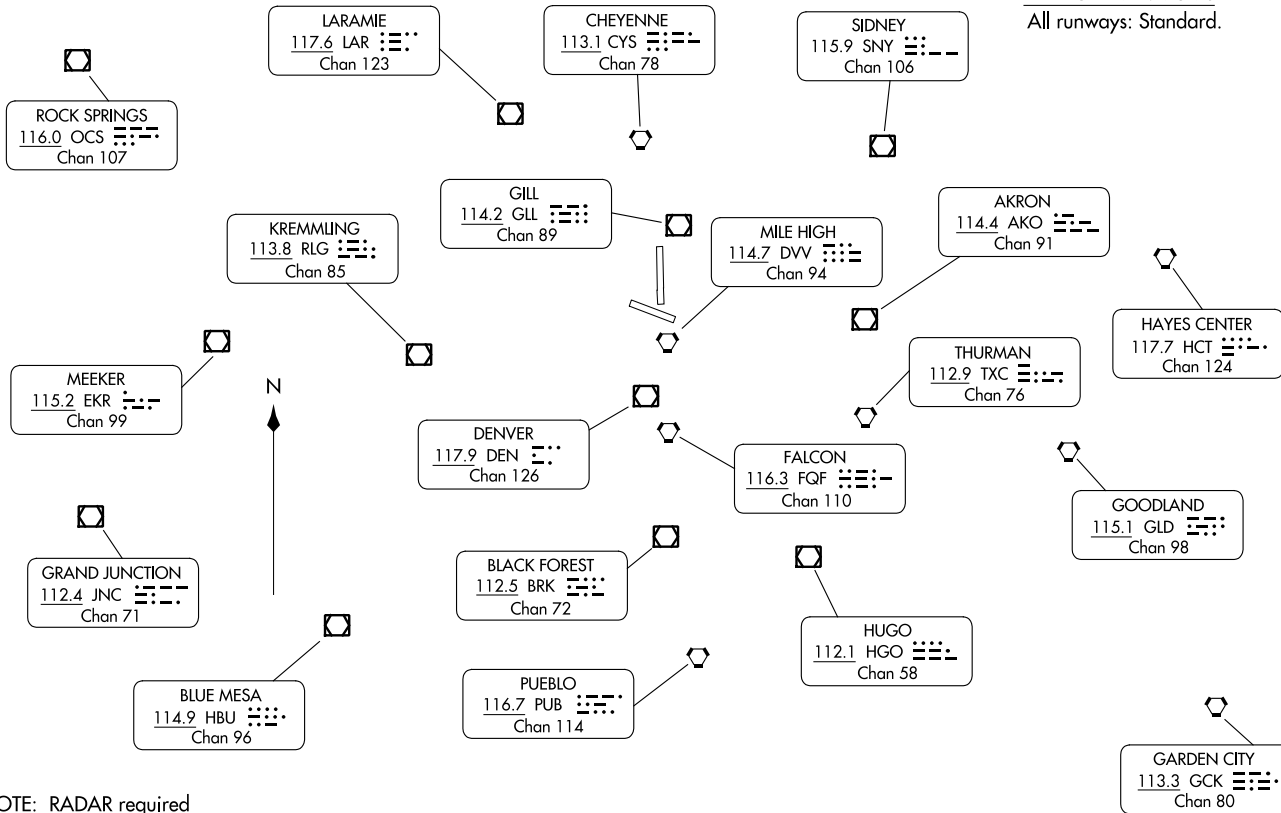 All runways: Standard.
LARAMIE
117.6 LAR
Chan 123
CHEYENNE
113.1 CYS
Chan 78
SIDNEY
115.9 SNY
Chan 106
ROCK SPRINGS
116.0 OCS
Chan 107
GILL
114.2 GLL
Chan 89
AKRON
114.4 AKO
Chan 91
KREMMLING
113.8 RLG
Chan 85
MILE HIGH
114.7 DVV
Chan 94
HAYES CENTER
117.7 HCT
Chan 124
THURMAN
112.9 TXC
Chan 76
MEEKER
115.2 EKR
Chan 99
N
DENVER
117.9 DEN
Chan 126
FALCON
116.3 FQF
Chan 110
GOODLAND
115.1 GLD
Chan 98
GRAND JUNCTION
112.4 JNC
Chan 71
BLACK FOREST
112.5 BRK
Chan 72
HUGO
112.1 HGO
Chan 58
BLUE MESA
114.9 HBU
Chan 96
PUEBLO
116.7 PUB
Chan 114
GARDEN CITY
113.3 GCK
Chan 80
OTE: RADAR required